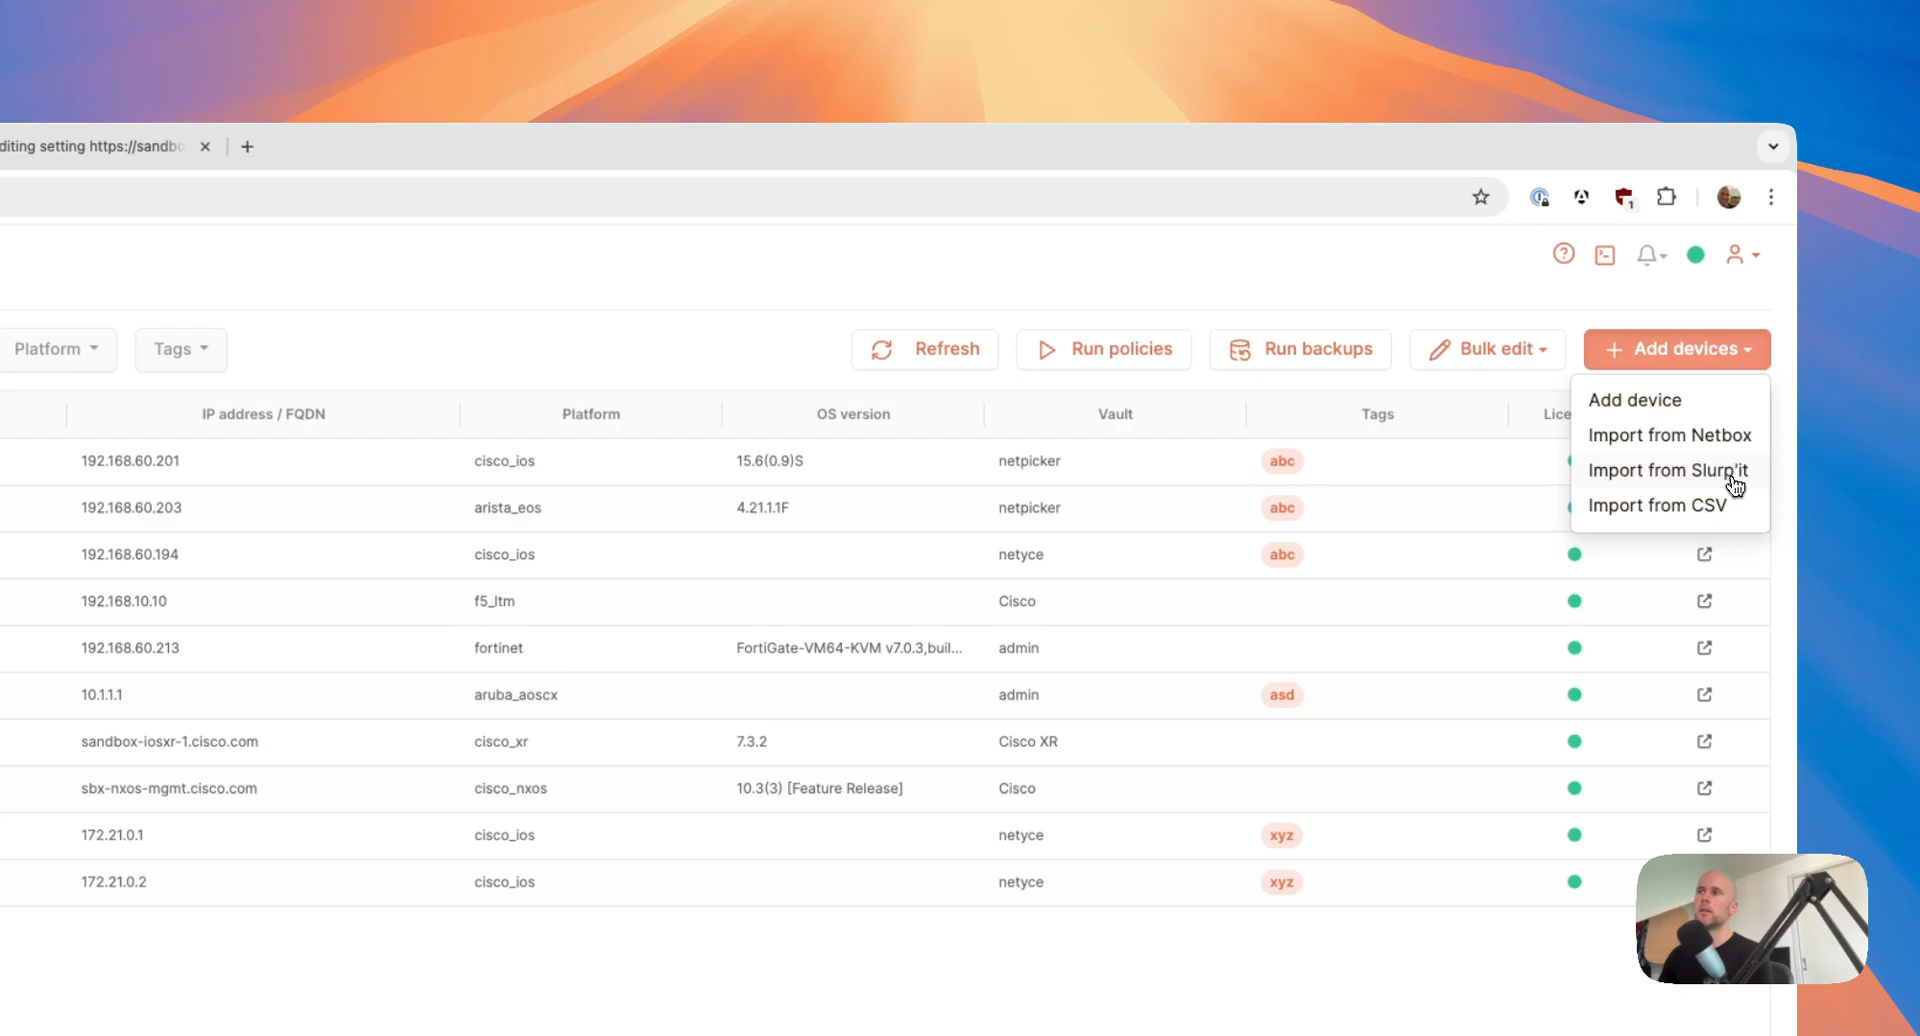 diting setting https://sandbo
1
Platform
Tags
Refresh
Run policies
Run backups
Bulk edit
Add devices
Add device
Import from Netbox
Import from Slurp'it
Import from CSV
IP address / FQDN Platform OS version Vault Tags Lice
192.168.60.201 cisco_ios 15.6(0.9)S netpicker abc
192.168.60.203 arista_eos 4.21.1.1F netpicker abc
192.168.60.194 cisco_ios netyce abc
192.168.10.10 f5_ltm Cisco
192.168.60.213 fortinet FortiGate-VM64-KVM v7.0.3,buil... admin
10.1.1.1 aruba_aoscx admin asd
sandbox-iosxr-1.cisco.com cisco_xr 7.3.2 Cisco XR
sbx-nxos-mgmt.cisco.com cisco_nxos 10.3(3) [Feature Release] Cisco
172.21.0.1 cisco_ios netyce xyz
172.21.0.2 cisco_ios netyce xyz